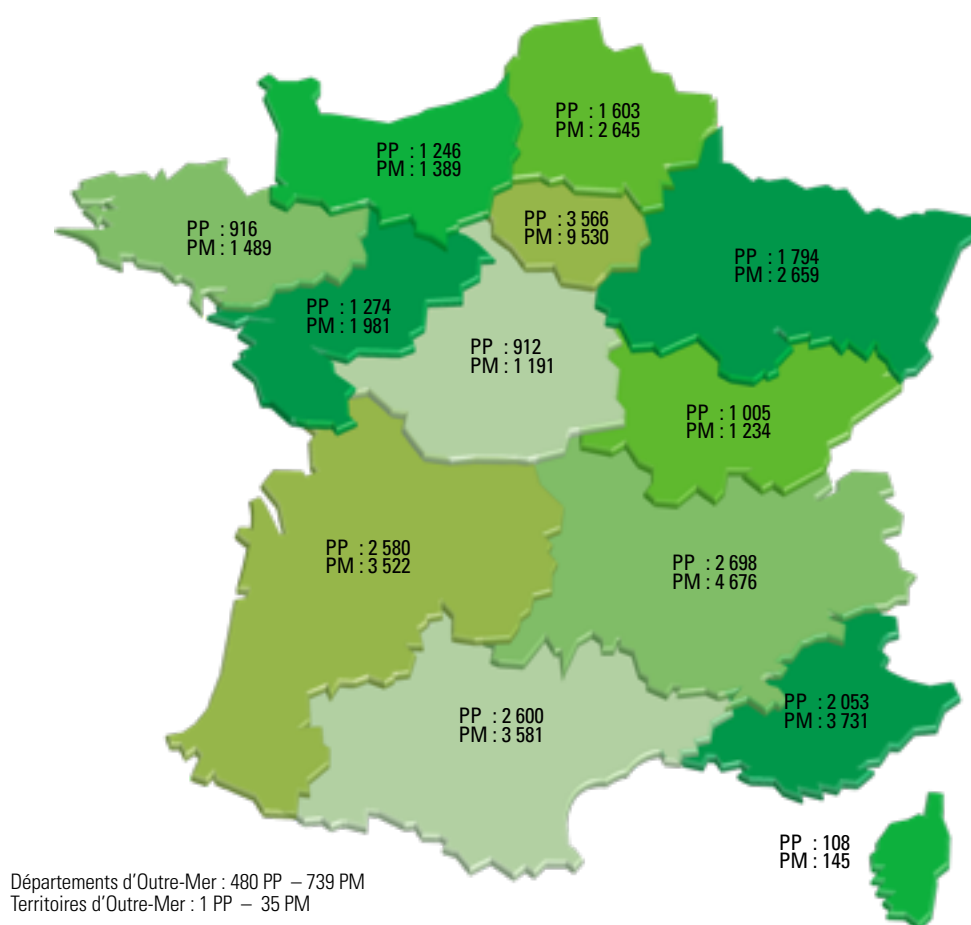 PP : 1 603
PM : 2 645
PP : 1 246
PM : 1 389
PP : 3 566
PM : 9 530
PP : 916
PM : 1 489
PP : 1 794
PM : 2 659
PP : 1 274
PM : 1 981
PP : 912
PM : 1 191
PP : 1 005
PM : 1 234
PP : 2 580
PM : 3 522
PP : 2 698
PM : 4 676
PP : 2 600
PM : 3 581
PP : 2 053
PM : 3 731
PP : 108
PM : 145
Départements d'Outre-Mer : 480 PP – 739 PM
Territoires d'Outre-Mer : 1 PP – 35 PM